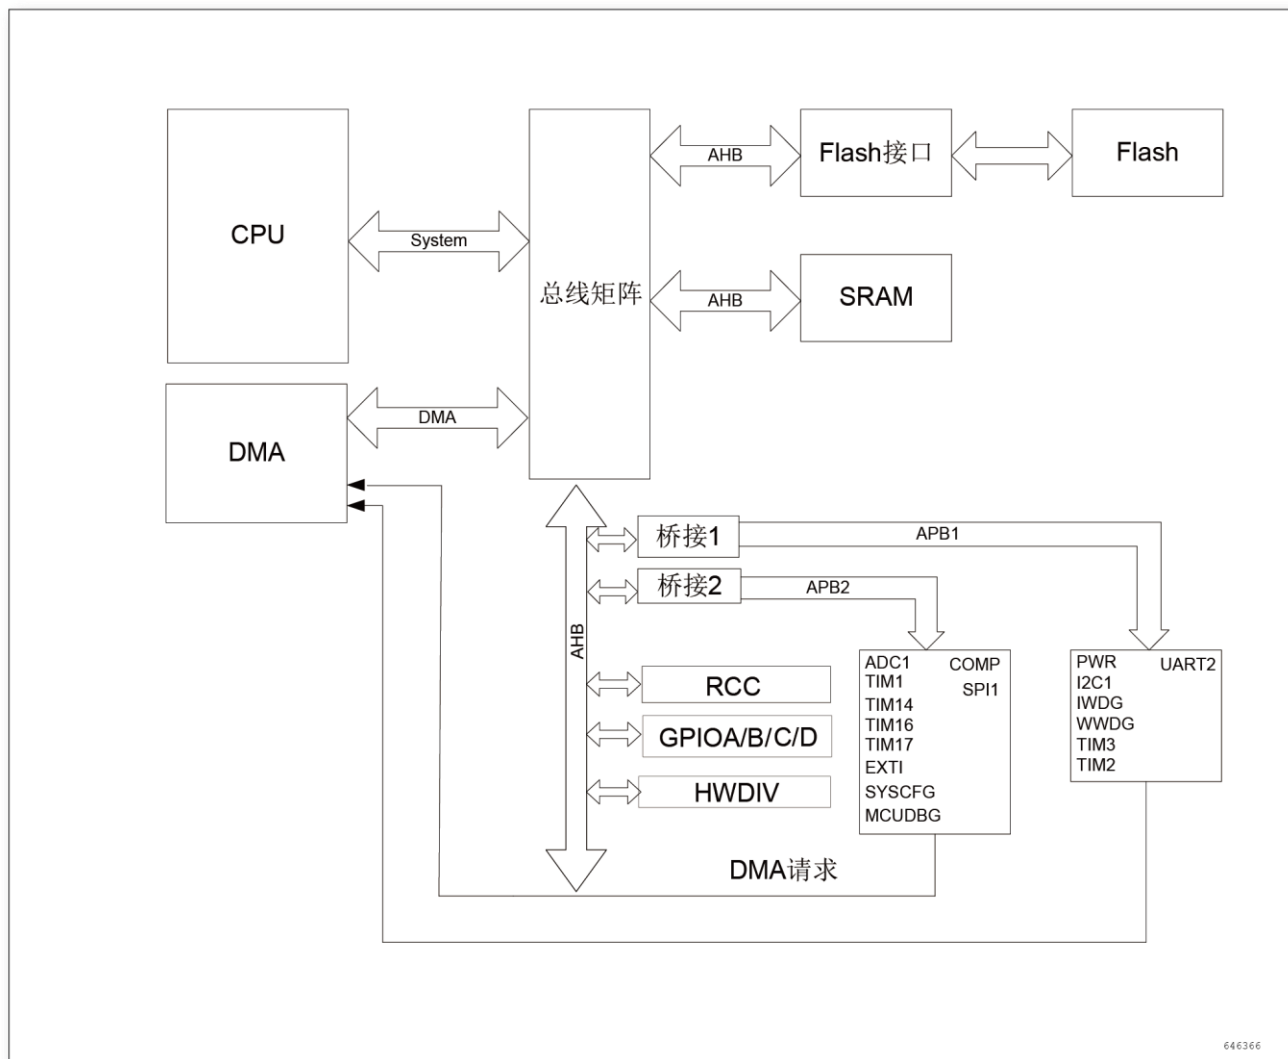 CPU
System
总线矩阵
AHB
Flash接口
Flash
AHB
SRAM
DMA
DMA
AHB
桥接1
APB1
桥接2
APB2
RCC
GPIOA/B/C/D
HWDIV
ADC1
TIM1
TIM14
TIM16
TIM17
EXTI
SYSCFG
MCUDBG
COMP
SPI1
PWR
I2C1
IWDG
WWDG
TIM3
TIM2
UART2
DMA请求
646366